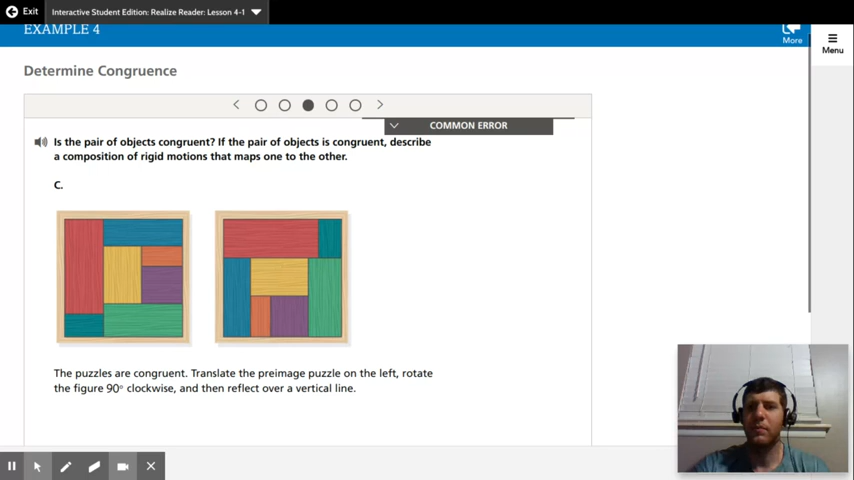 Exit
Interactive Student Edition: Realize Reader: Lesson 4-1
EXAMPLE 4
More
Menu
Determine Congruence
COMMON ERROR
Is the pair of objects congruent? If the pair of objects is congruent, describe
a composition of rigid motions that maps one to the other.
C.
The puzzles are congruent. Translate the preimage puzzle on the left, rotate
the figure 90° clockwise, and then reflect over a vertical line.